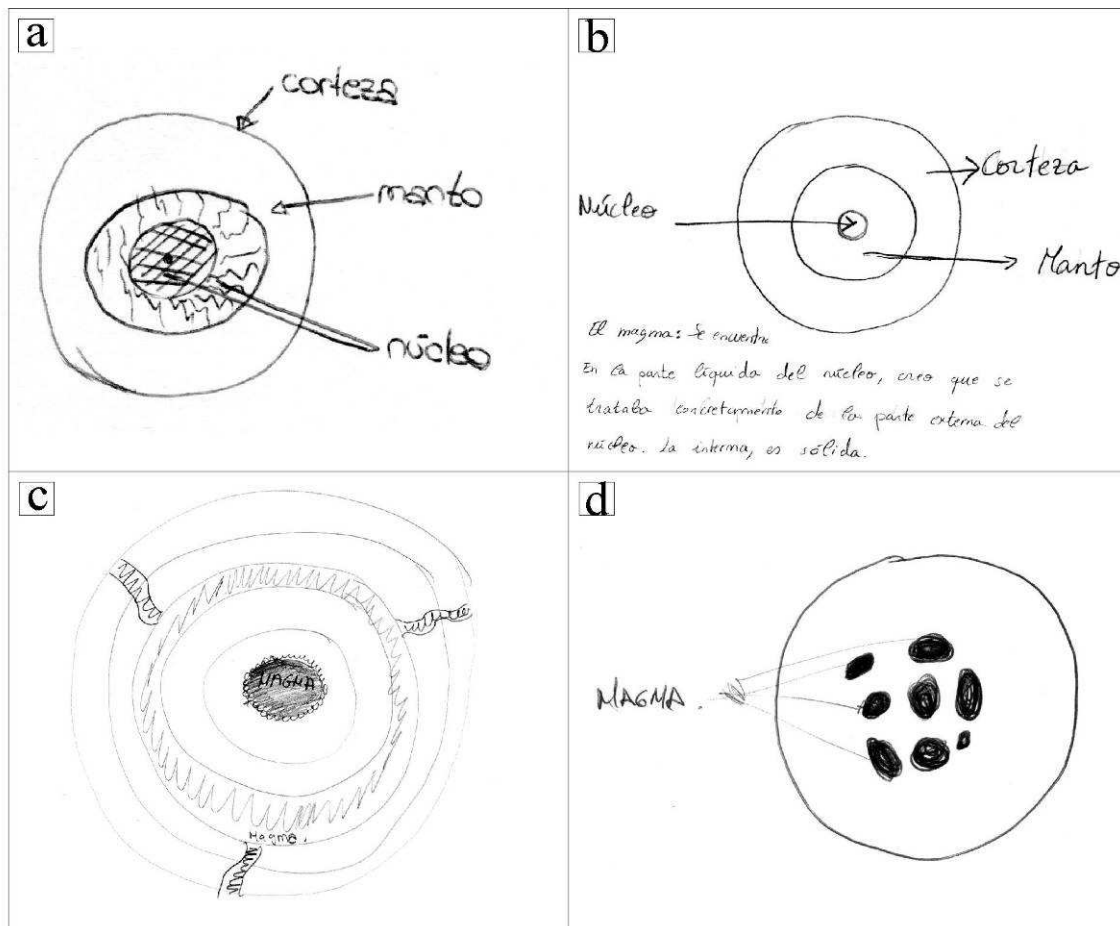 a
corteza
manto
núcleo
b
Corteza
Núcleo
Manto
El magma: Se encuentra
En la parte líquida del núcleo, creo que se
trataba concretamente de la parte externa del
núcleo. La interna, es sólida.
c
MAGMA
Magma.
d
MAGMA.